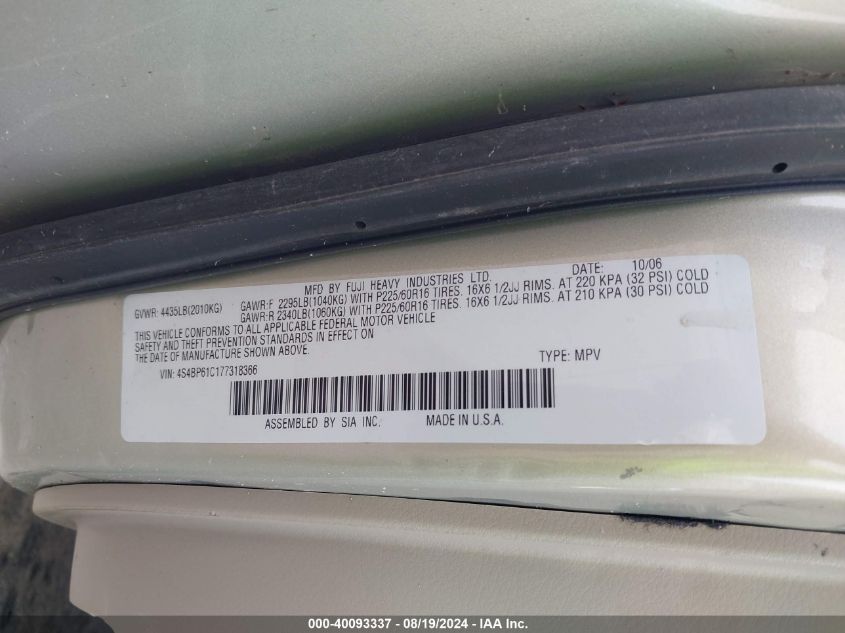 MFD BY FUJI HEAVY INDUSTRIES LTD. DATE: 10/06
GVWR: 4435LB(2010KG) GAWR:F 2295LB(1040KG) WITH P225/60R16 TIRES. 16X6 1/2JJ RIMS. AT 220 KPA (32 PSI) COLD
GAWR:R 2340LB(1060KG) WITH P225/60R16 TIRES. 16X6 1/2JJ RIMS. AT 210 KPA (30 PSI) COLD
THIS VEHICLE CONFORMS TO ALL APPLICABLE FEDERAL MOTOR VEHICLE
SAFETY AND THEFT PREVENTION STANDARDS IN EFFECT ON
THE DATE OF MANUFACTURE SHOWN ABOVE.
VIN: 4S4BP61C177318366 TYPE: MPV
ASSEMBLED BY SIA INC. MADE IN U.S.A.
000-40093337 - 08/19/2024 - IAA Inc.